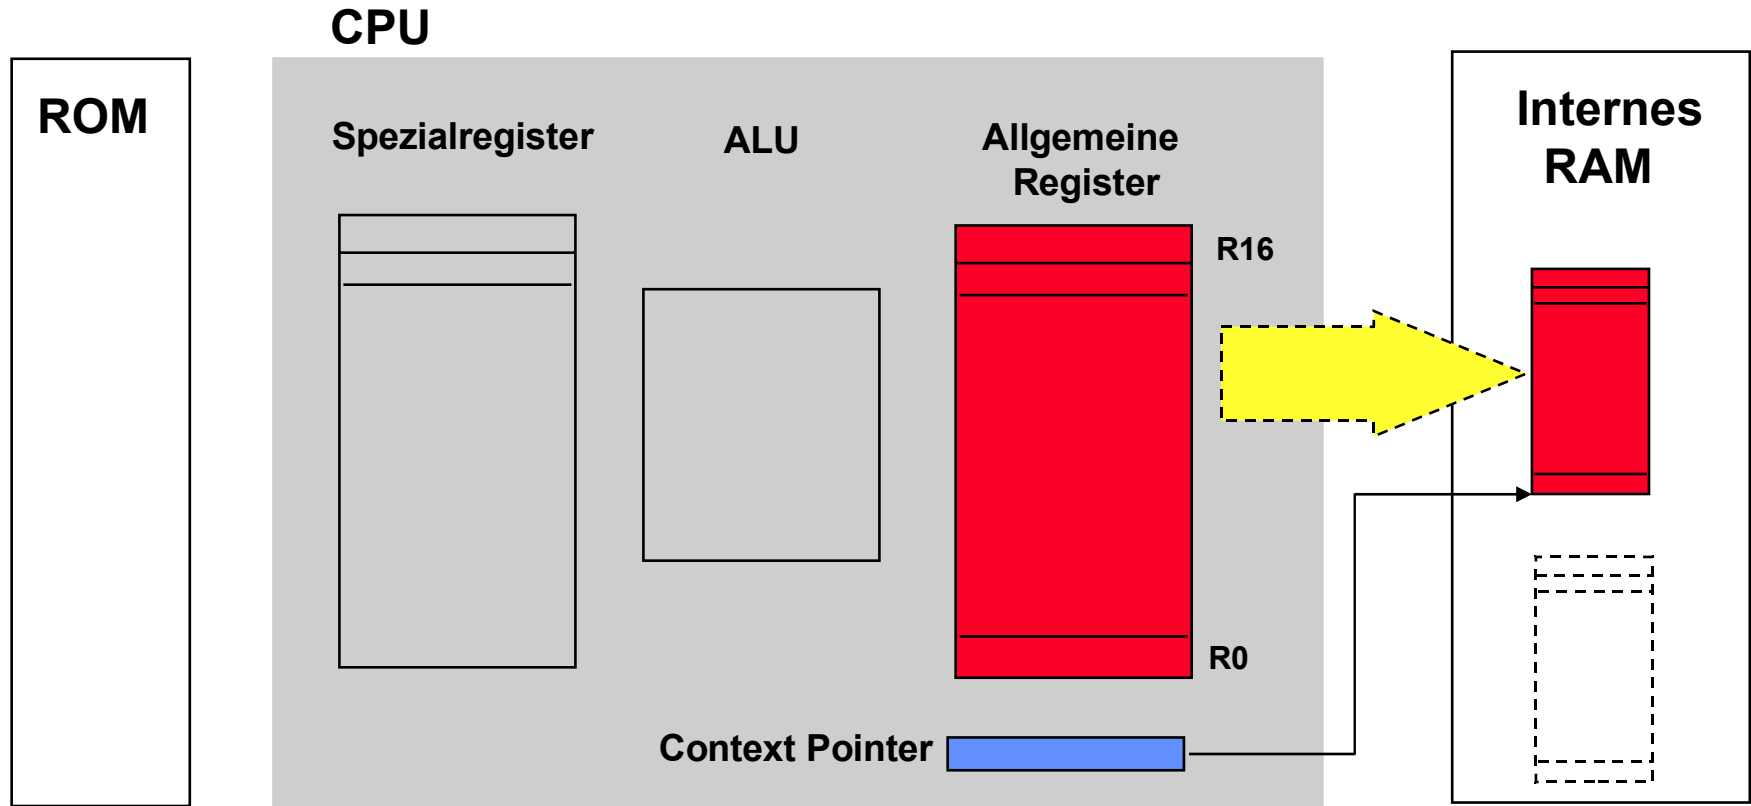 CPU
ROM
Spezialregister
ALU
Allgemeine
Register
Internes
RAM
R16
R0
Context Pointer